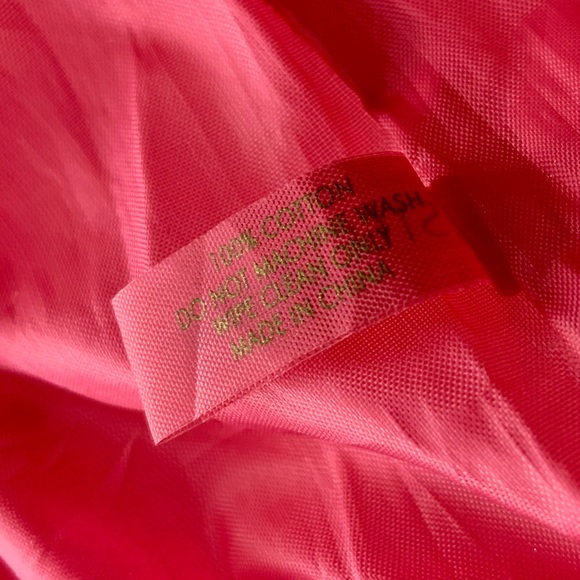 100% COTTON
DO NOT MACHINE WASH
WIPE CLEAN ONLY
MADE IN CHINA